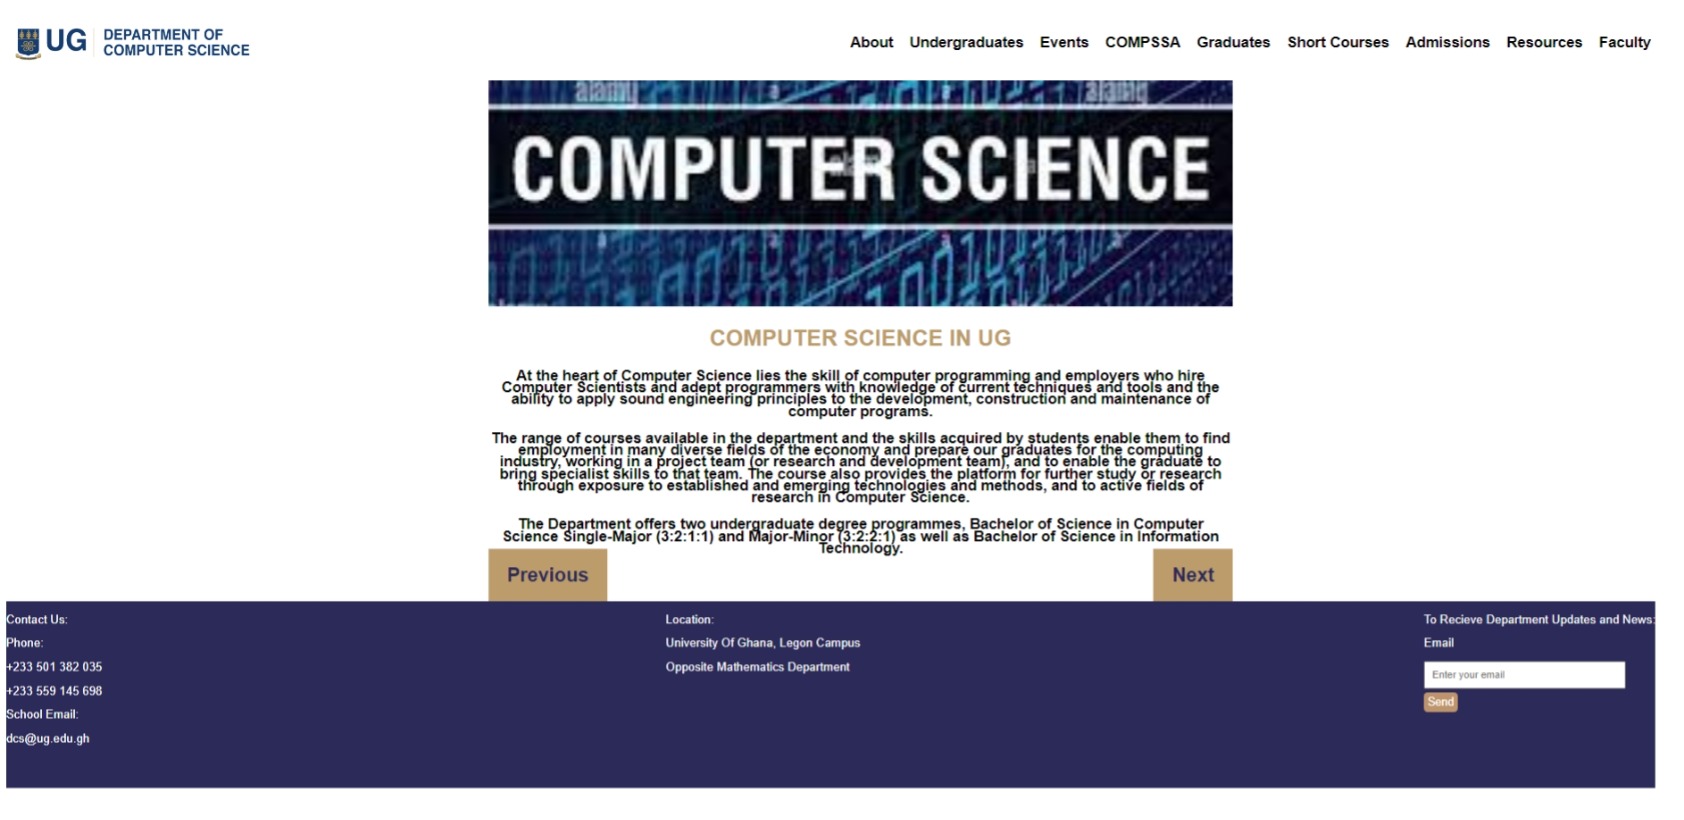 UG DEPARTMENT OF
COMPUTER SCIENCE
About Undergraduates Events COMPSSA Graduates Short Courses Admissions Resources Faculty
alamy a a alamy
COMPUTER SCIENCE
a a a a
COMPUTER SCIENCE IN UG
At the heart of Computer Science lies the skill of computer programming and employers who hire
Computer Scientists and adept programmers with knowledge of current techniques and tools and the
ability to apply sound engineering principles to the development, construction and maintenance of
computer programs.
The range of courses available in the department and the skills acquired by students enable them to find
employment in many diverse fields of the economy and prepare our graduates for the computing
industry, working in a project team (or research and development team), and to enable the graduate to
bring specialist skills to that team. The course also provides the platform for further study or research
through exposure to established and emerging technologies and methods, and to active fields of
research in Computer Science.
The Department offers two undergraduate degree programmes, Bachelor of Science in Computer
Science Single-Major (3:2:1:1) and Major-Minor (3:2:2:1) as well as Bachelor of Science in Information
Technology.
Previous
Next
Contact Us:
Phone:
+233 501 382 035
+233 559 145 698
School Email:
dcs@ug.edu.gh
Location:
University Of Ghana, Legon Campus
Opposite Mathematics Department
To Recieve Department Updates and News:
Email
Enter your email
Send